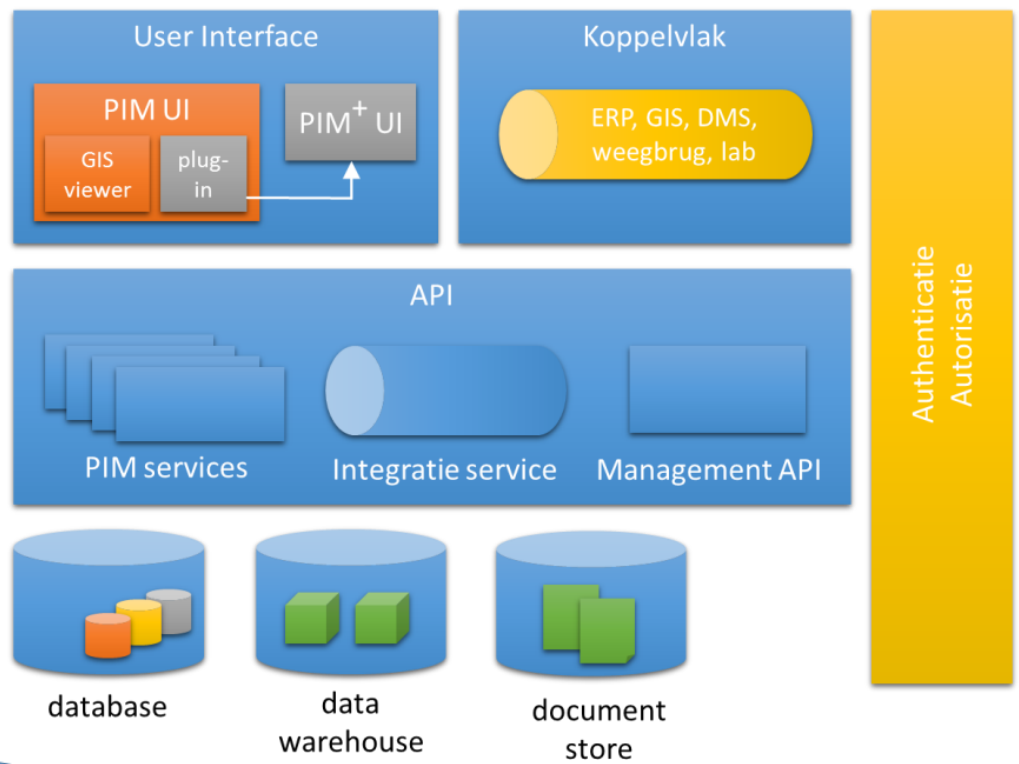 User Interface
PIM UI
GIS
viewer
plug-
in
PIM⁺ UI
Koppelvlak
ERP, GIS, DMS,
weegbrug, lab
Authenticatie
Autorisatie
API
PIM services
Integratie service
Management API
database
data
warehouse
document
store